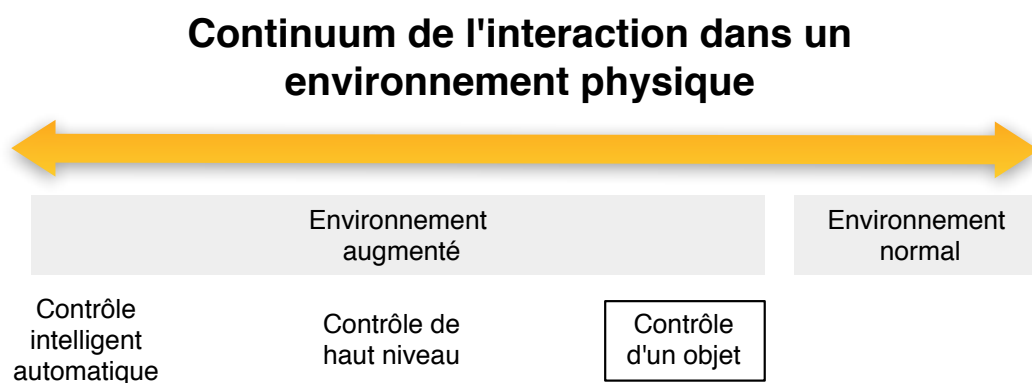 Continuum de l'interaction dans un
environnement physique
Environnement
augmenté
Environnement
normal
Contrôle
intelligent
automatique
Contrôle de
haut niveau
Contrôle
d'un objet